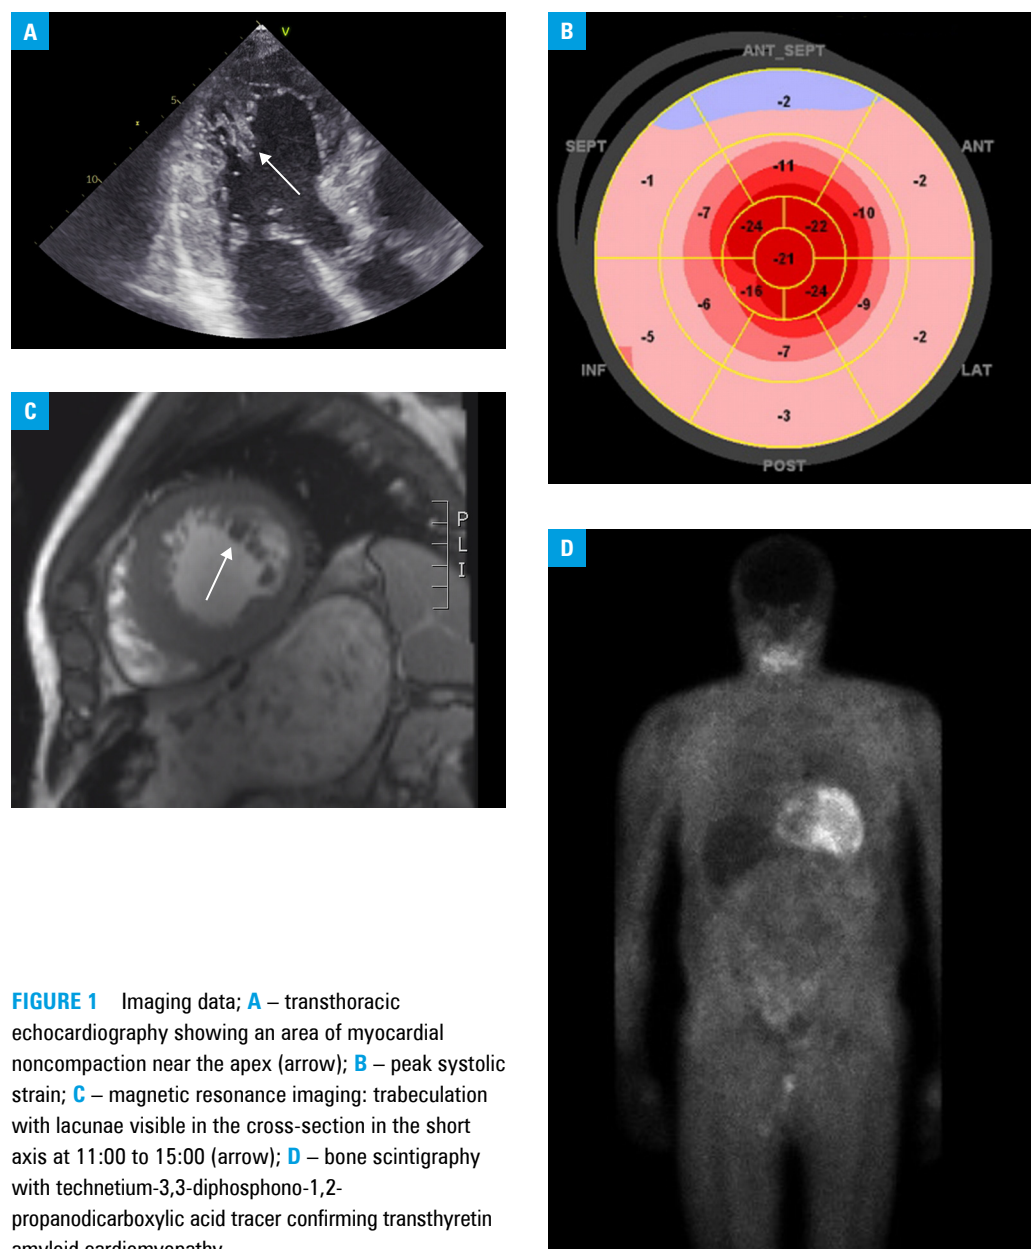 A
V
5
10
B
ANT_SEPT
-2
SEPT
ANT
-1
-2
-11
-7
-10
-24
-22
-21
-16
-24
-6
-9
-5
-2
-7
INF
LAT
-3
POST
C
P
L
I
D
FIGURE 1 Imaging data; A – transthoracic
echocardiography showing an area of myocardial
noncompaction near the apex (arrow); B – peak systolic
strain; C – magnetic resonance imaging: trabeculation
with lacunae visible in the cross-section in the short
axis at 11:00 to 15:00 (arrow); D – bone scintigraphy
with technetium-3,3-diphosphono-1,2-
propanodicarboxylic acid tracer confirming transthyretin
amyloid cardiomyopathy